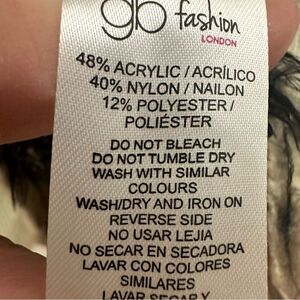 gb fashion
LONDON
48% ACRYLIC / ACRÍLICO
40% NYLON / NAILON
12% POLYESTER /
POLIÉSTER
DO NOT BLEACH
DO NOT TUMBLE DRY
WASH WITH SIMILAR
COLOURS
WASH/DRY AND IRON ON
REVERSE SIDE
NO USAR LEJIA
NO SECAR EN SECADORA
LAVAR CON COLORES
SIMILARES
LAVAR SECAR Y